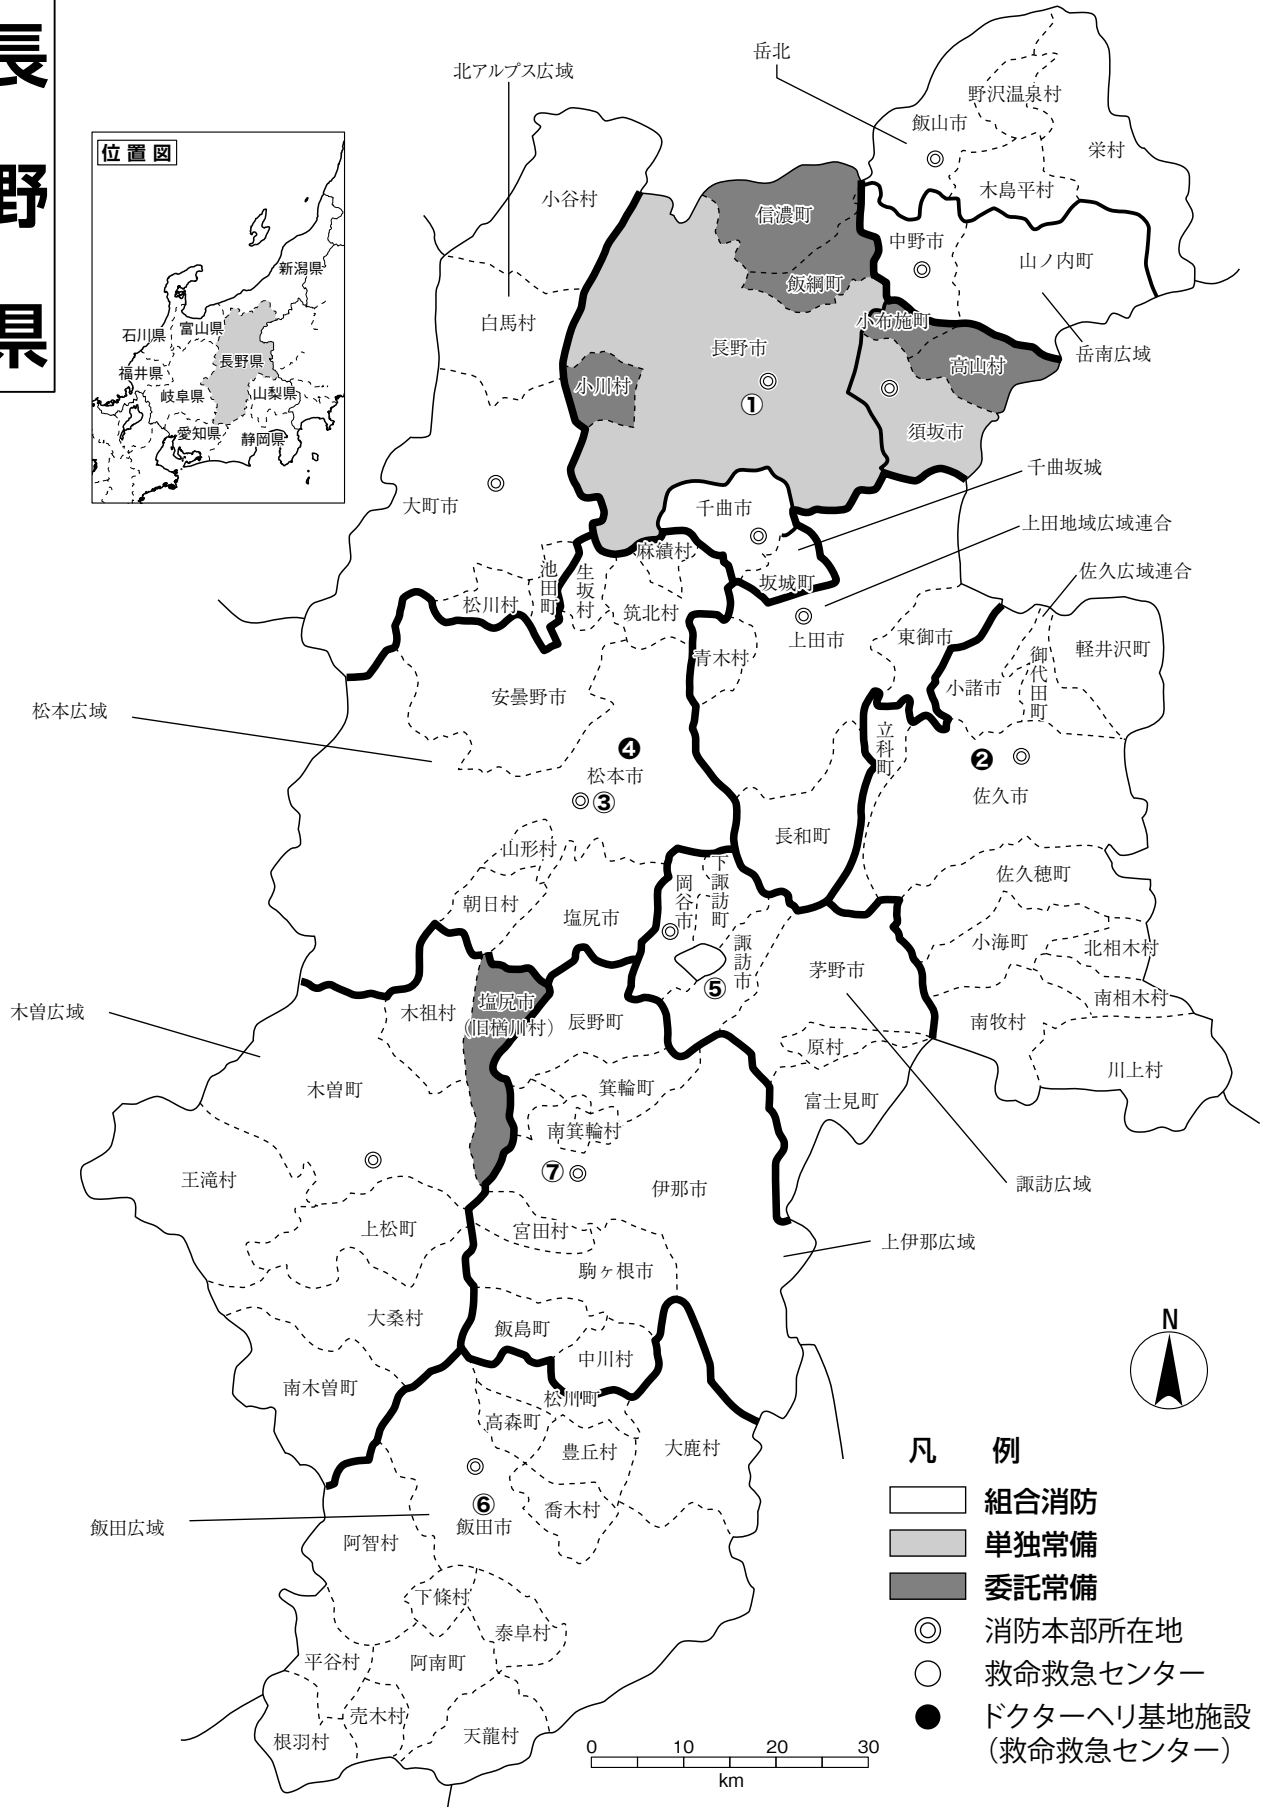 長野県
位置図
新潟県
富山県
石川県
長野県
福井県
岐阜県
山梨県
愛知県
静岡県
北アルプス広域
岳北
野沢温泉村
飯山市
栄村
木島平村
小谷村
信濃町
中野市
山ノ内町
飯綱町
白馬村
小布施町
長野市
岳南広域
高山村
小川村
①
須坂市
千曲坂城
大町市
千曲市
上田地域広域連合
麻績村
池田町
生坂村
坂城町
佐久広域連合
松川村
筑北村
上田市
東御市
軽井沢町
青木村
御代田町
小諸市
安曇野市
松本広域
立科町
❹
❷
松本市
③
佐久市
長和町
山形村
下諏訪町
岡谷市
佐久穂町
朝日村
塩尻市
諏訪市
小海町
北相木村
茅野市
⑤
南相木村
塩尻市
(旧楢川村)
木祖村
木曽広域
辰野町
南牧村
原村
川上村
木曽町
箕輪町
富士見町
南箕輪村
⑦
王滝村
伊那市
諏訪広域
上松町
宮田村
上伊那広域
駒ヶ根市
大桑村
飯島町
中川村
南木曽町
松川町
高森町
豊丘村
大鹿村
⑥
喬木村
飯田広域
飯田市
阿智村
下條村
泰阜村
平谷村
阿南町
売木村
根羽村
天龍村
N
凡 例
組合消防
単独常備
委託常備
消防本部所在地
救命救急センター
ドクターヘリ基地施設
(救命救急センター)
0 10 20 30
km